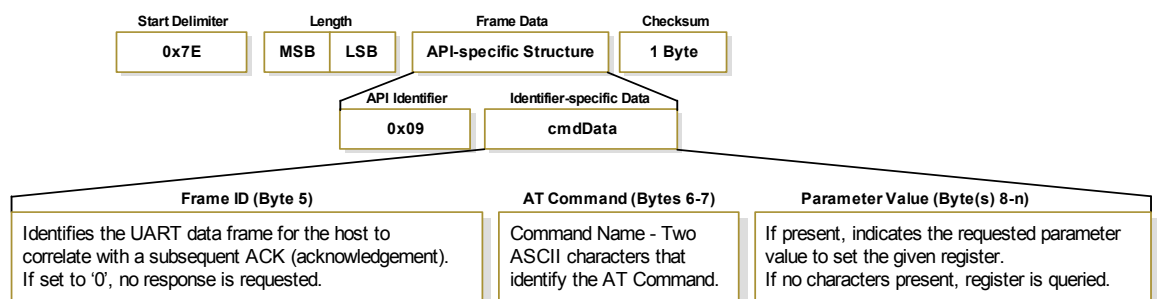 Start Delimiter Length Frame Data Checksum
0x7E MSB LSB API-specific Structure 1 Byte
API Identifier Identifier-specific Data
0x09 cmdData
Frame ID (Byte 5)
Identifies the UART data frame for the host to
correlate with a subsequent ACK (acknowledgement).
If set to ‘0’, no response is requested.
AT Command (Bytes 6-7)
Command Name - Two
ASCII characters that
identify the AT Command.
Parameter Value (Byte(s) 8-n)
If present, indicates the requested parameter
value to set the given register.
If no characters present, register is queried.